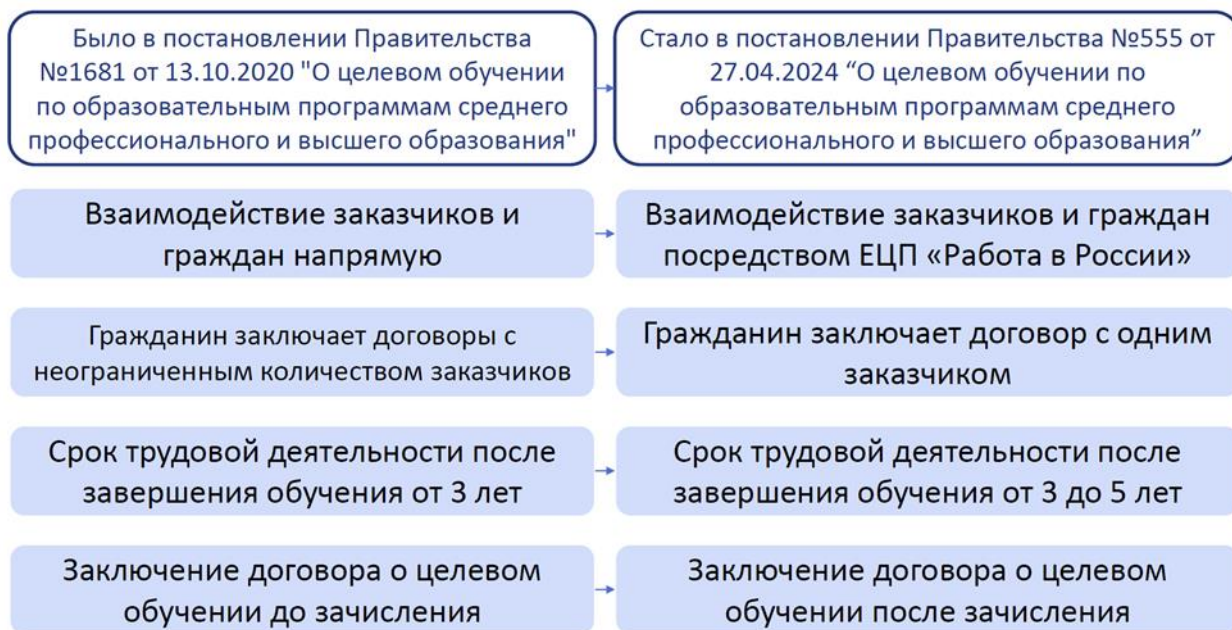 Было в постановлении Правительства
№1681 от 13.10.2020 "О целевом обучении
по образовательным программам среднего
профессионального и высшего образования"
Стало в постановлении Правительства №555 от
27.04.2024 “О целевом обучении по
образовательным программам среднего
профессионального и высшего образования”
Взаимодействие заказчиков и
граждан напрямую
Взаимодействие заказчиков и граждан
посредством ЕЦП «Работа в России»
Гражданин заключает договоры с
неограниченным количеством заказчиков
Гражданин заключает договор с одним
заказчиком
Срок трудовой деятельности после
завершения обучения от 3 лет
Срок трудовой деятельности после
завершения обучения от 3 до 5 лет
Заключение договора о целевом
обучении до зачисления
Заключение договора о целевом
обучении после зачисления